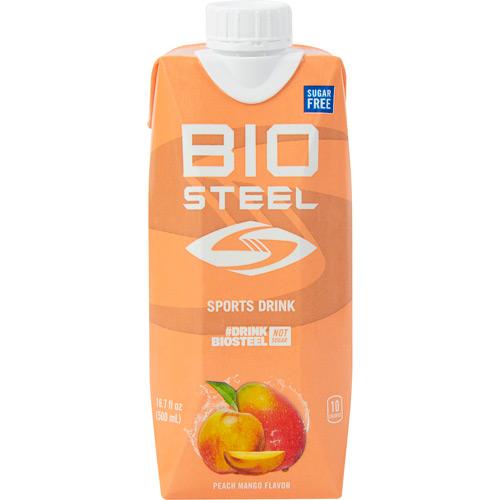 SUGAR
FREE
BIO
STEEL
SPORTS DRINK
#DRINK
BIOSTEEL
NOT
SUGAR
16.7 fl oz
(500 mL)
10
CALORIES
PEACH MANGO FLAVOR